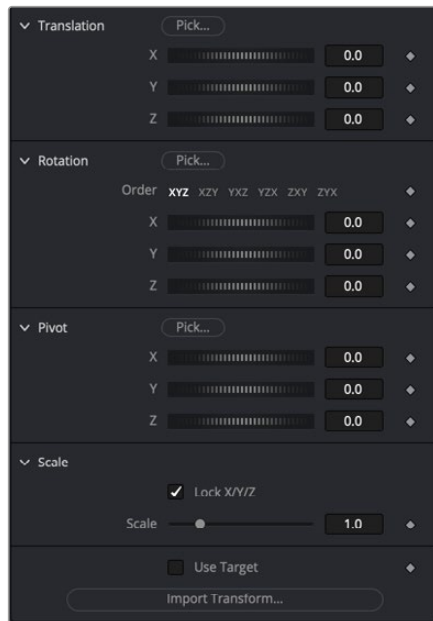 Translation Pick...
X 0.0
Y 0.0
Z 0.0
Rotation Pick...
Order XYZ XZY YXZ YZX ZXY ZYX
X 0.0
Y 0.0
Z 0.0
Pivot Pick...
X 0.0
Y 0.0
Z 0.0
Scale
Lock X/Y/Z
Scale 1.0
Use Target
Import Transform...